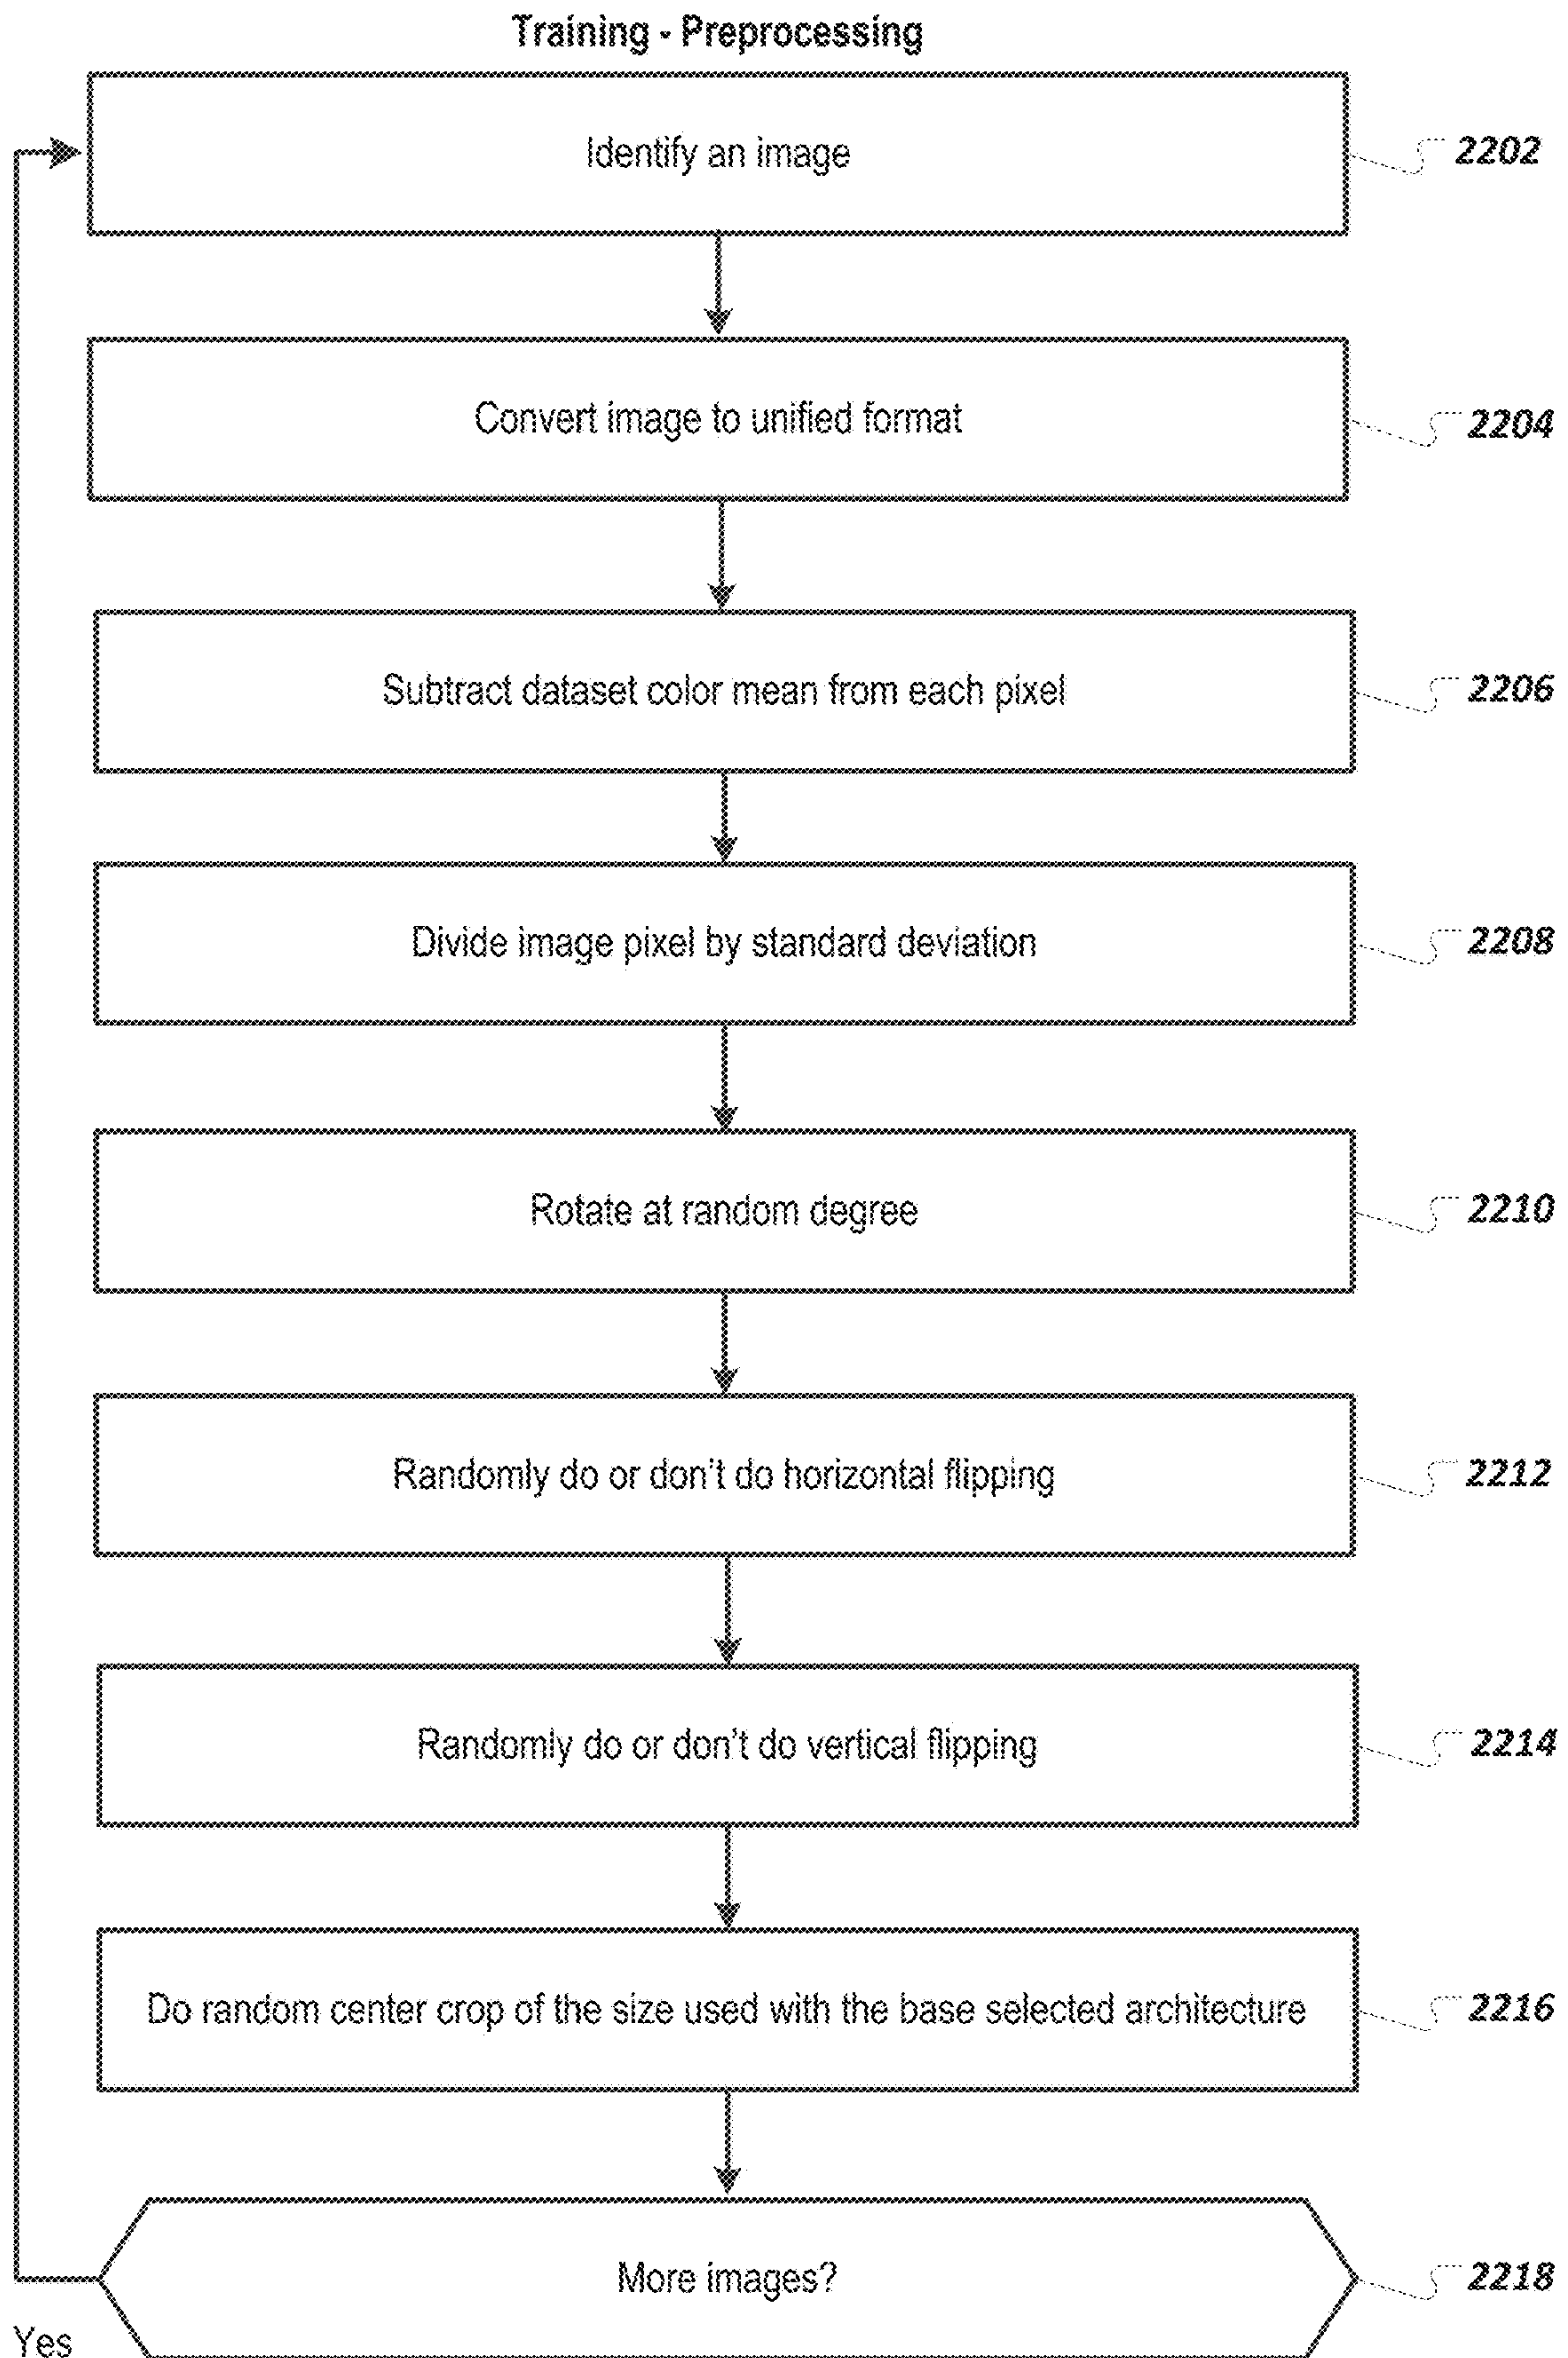 Training - Preprocessing
Identify an image
2202
Convert image to unified format
2204
Subtract dataset color mean from each pixel
2206
Divide image pixel by standard deviation
2208
Rotate at random degree
2210
Randomly do or don't do horizontal flipping
2212
Randomly do or don't do vertical flipping
2214
Do random center crop of the size used with the base selected architecture
2216
More images?
2218
Yes